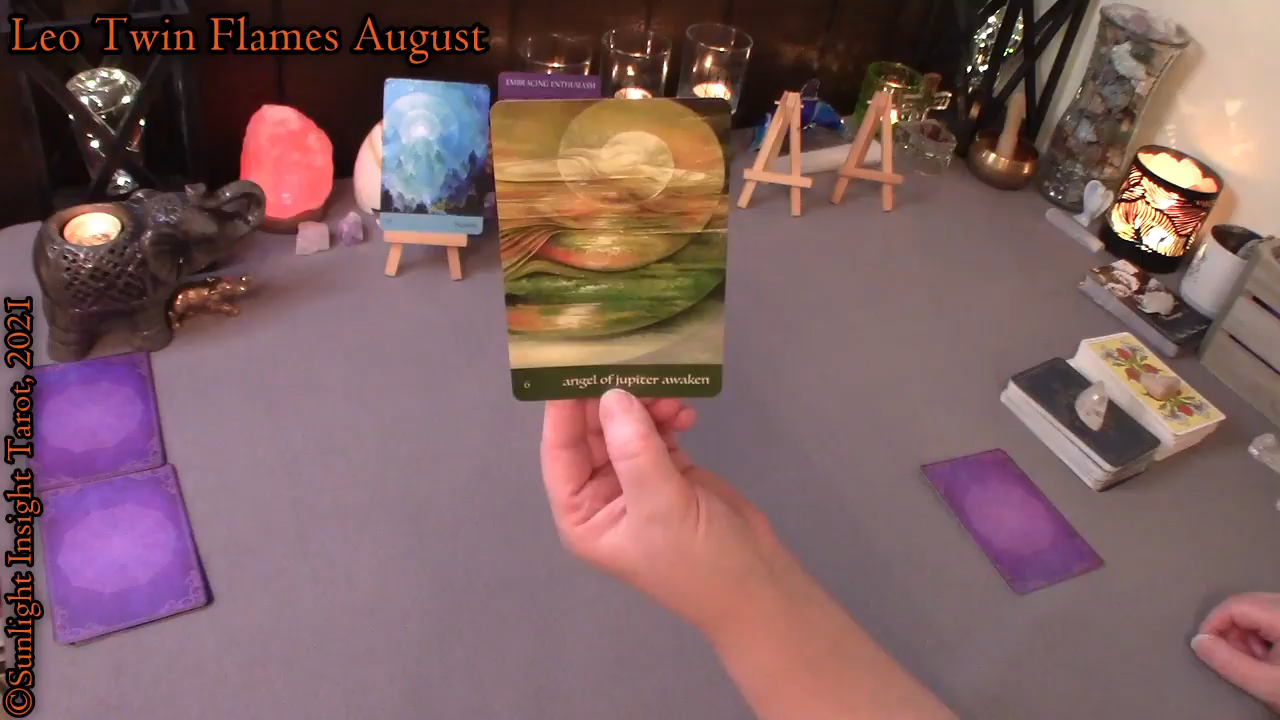 Leo Twin Flames August
EMBRACING ENTHUSIASM
6 angel of jupiter awaken
©Sunlight Insight Tarot, 2021